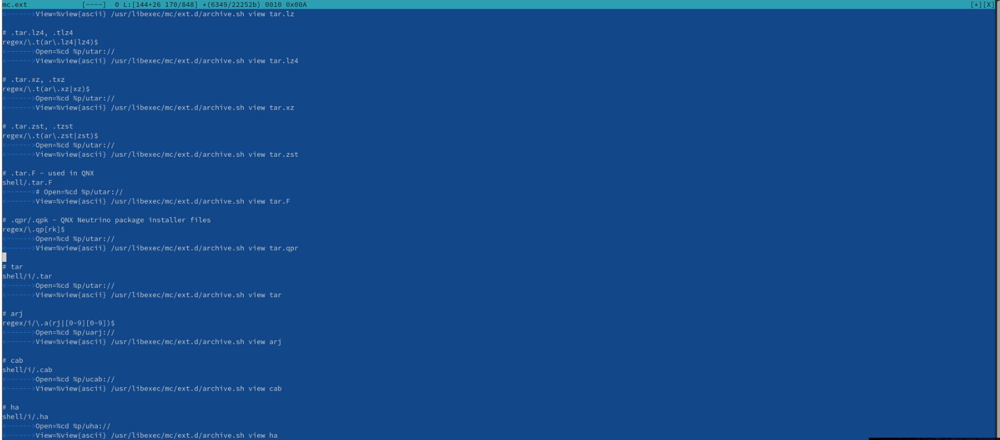 mc.ext [----] 0 L:[144+26 170/848] *(6349/22252b) 0010 0x00A [*][X]
<------>View=%view{ascii} /usr/libexec/mc/ext.d/archive.sh view tar.lz
# .tar.lz4, .tlz4
regex/\.t(ar\.lz4|lz4)$
<------>Open=%cd %p/utar://
<------>View=%view{ascii} /usr/libexec/mc/ext.d/archive.sh view tar.lz4
# .tar.xz, .txz
regex/\.t(ar\.xz|xz)$
<------>Open=%cd %p/utar://
<------>View=%view{ascii} /usr/libexec/mc/ext.d/archive.sh view tar.xz
# .tar.zst, .tzst
regex/\.t(ar\.zst|zst)$
<------>Open=%cd %p/utar://
<------>View=%view{ascii} /usr/libexec/mc/ext.d/archive.sh view tar.zst
# .tar.F - used in QNX
shell/.tar.F
<------># Open=%cd %p/utar://
<------>View=%view{ascii} /usr/libexec/mc/ext.d/archive.sh view tar.F
# .qpr/.qpk - QNX Neutrino package installer files
regex/\.qp[rk]$
<------>Open=%cd %p/utar://
<------>View=%view{ascii} /usr/libexec/mc/ext.d/archive.sh view tar.qpr
# tar
shell/i/.tar
<------>Open=%cd %p/utar://
<------>View=%view{ascii} /usr/libexec/mc/ext.d/archive.sh view tar
# arj
regex/i/\.a(rj|[0-9][0-9])$
<------>Open=%cd %p/uarj://
<------>View=%view{ascii} /usr/libexec/mc/ext.d/archive.sh view arj
# cab
shell/i/.cab
<------>Open=%cd %p/ucab://
<------>View=%view{ascii} /usr/libexec/mc/ext.d/archive.sh view cab
# ha
shell/i/.ha
<------>Open=%cd %p/uha://
<------>View=%view{ascii} /usr/libexec/mc/ext.d/archive.sh view ha